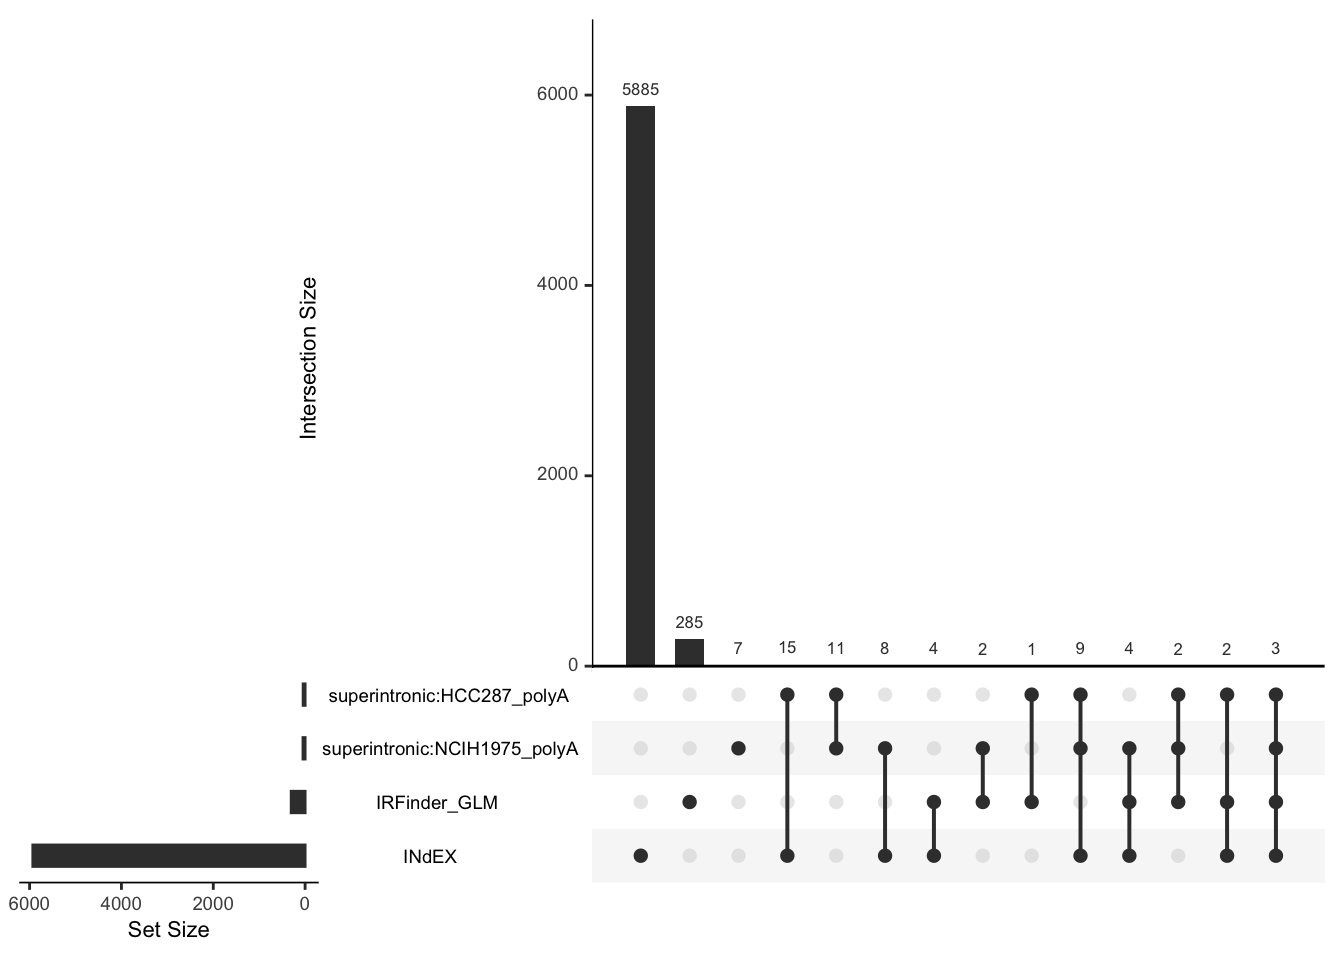 Intersection Size
6000
4000
2000
0
5885
285
7
15
11
8
4
2
1
9
4
2
2
3
superintronic:HCC287_polyA
superintronic:NCIH1975_polyA
IRFinder_GLM
INdEX
6000 4000 2000 0
Set Size